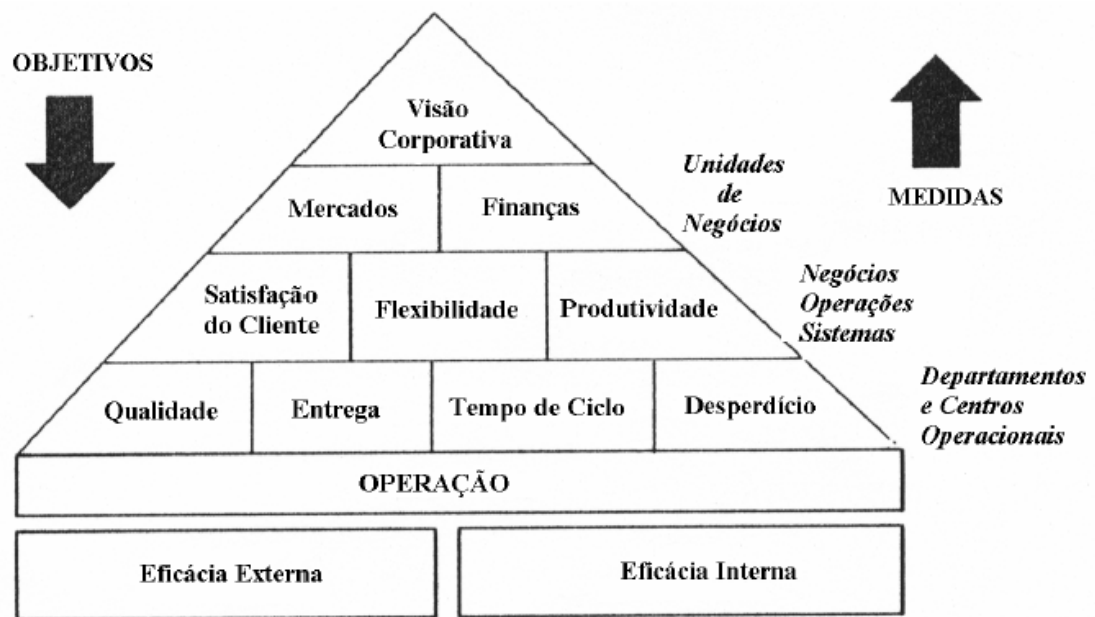 OBJETIVOS
Visão
Corporativa
Unidades
de
Negócios
MEDIDAS
Mercados
Finanças
Satisfação
do Cliente
Flexibilidade
Produtividade
Negócios
Operações
Sistemas
Qualidade
Entrega
Tempo de Ciclo
Desperdício
Departamentos
e Centros
Operacionais
OPERAÇÃO
Eficácia Externa
Eficácia Interna